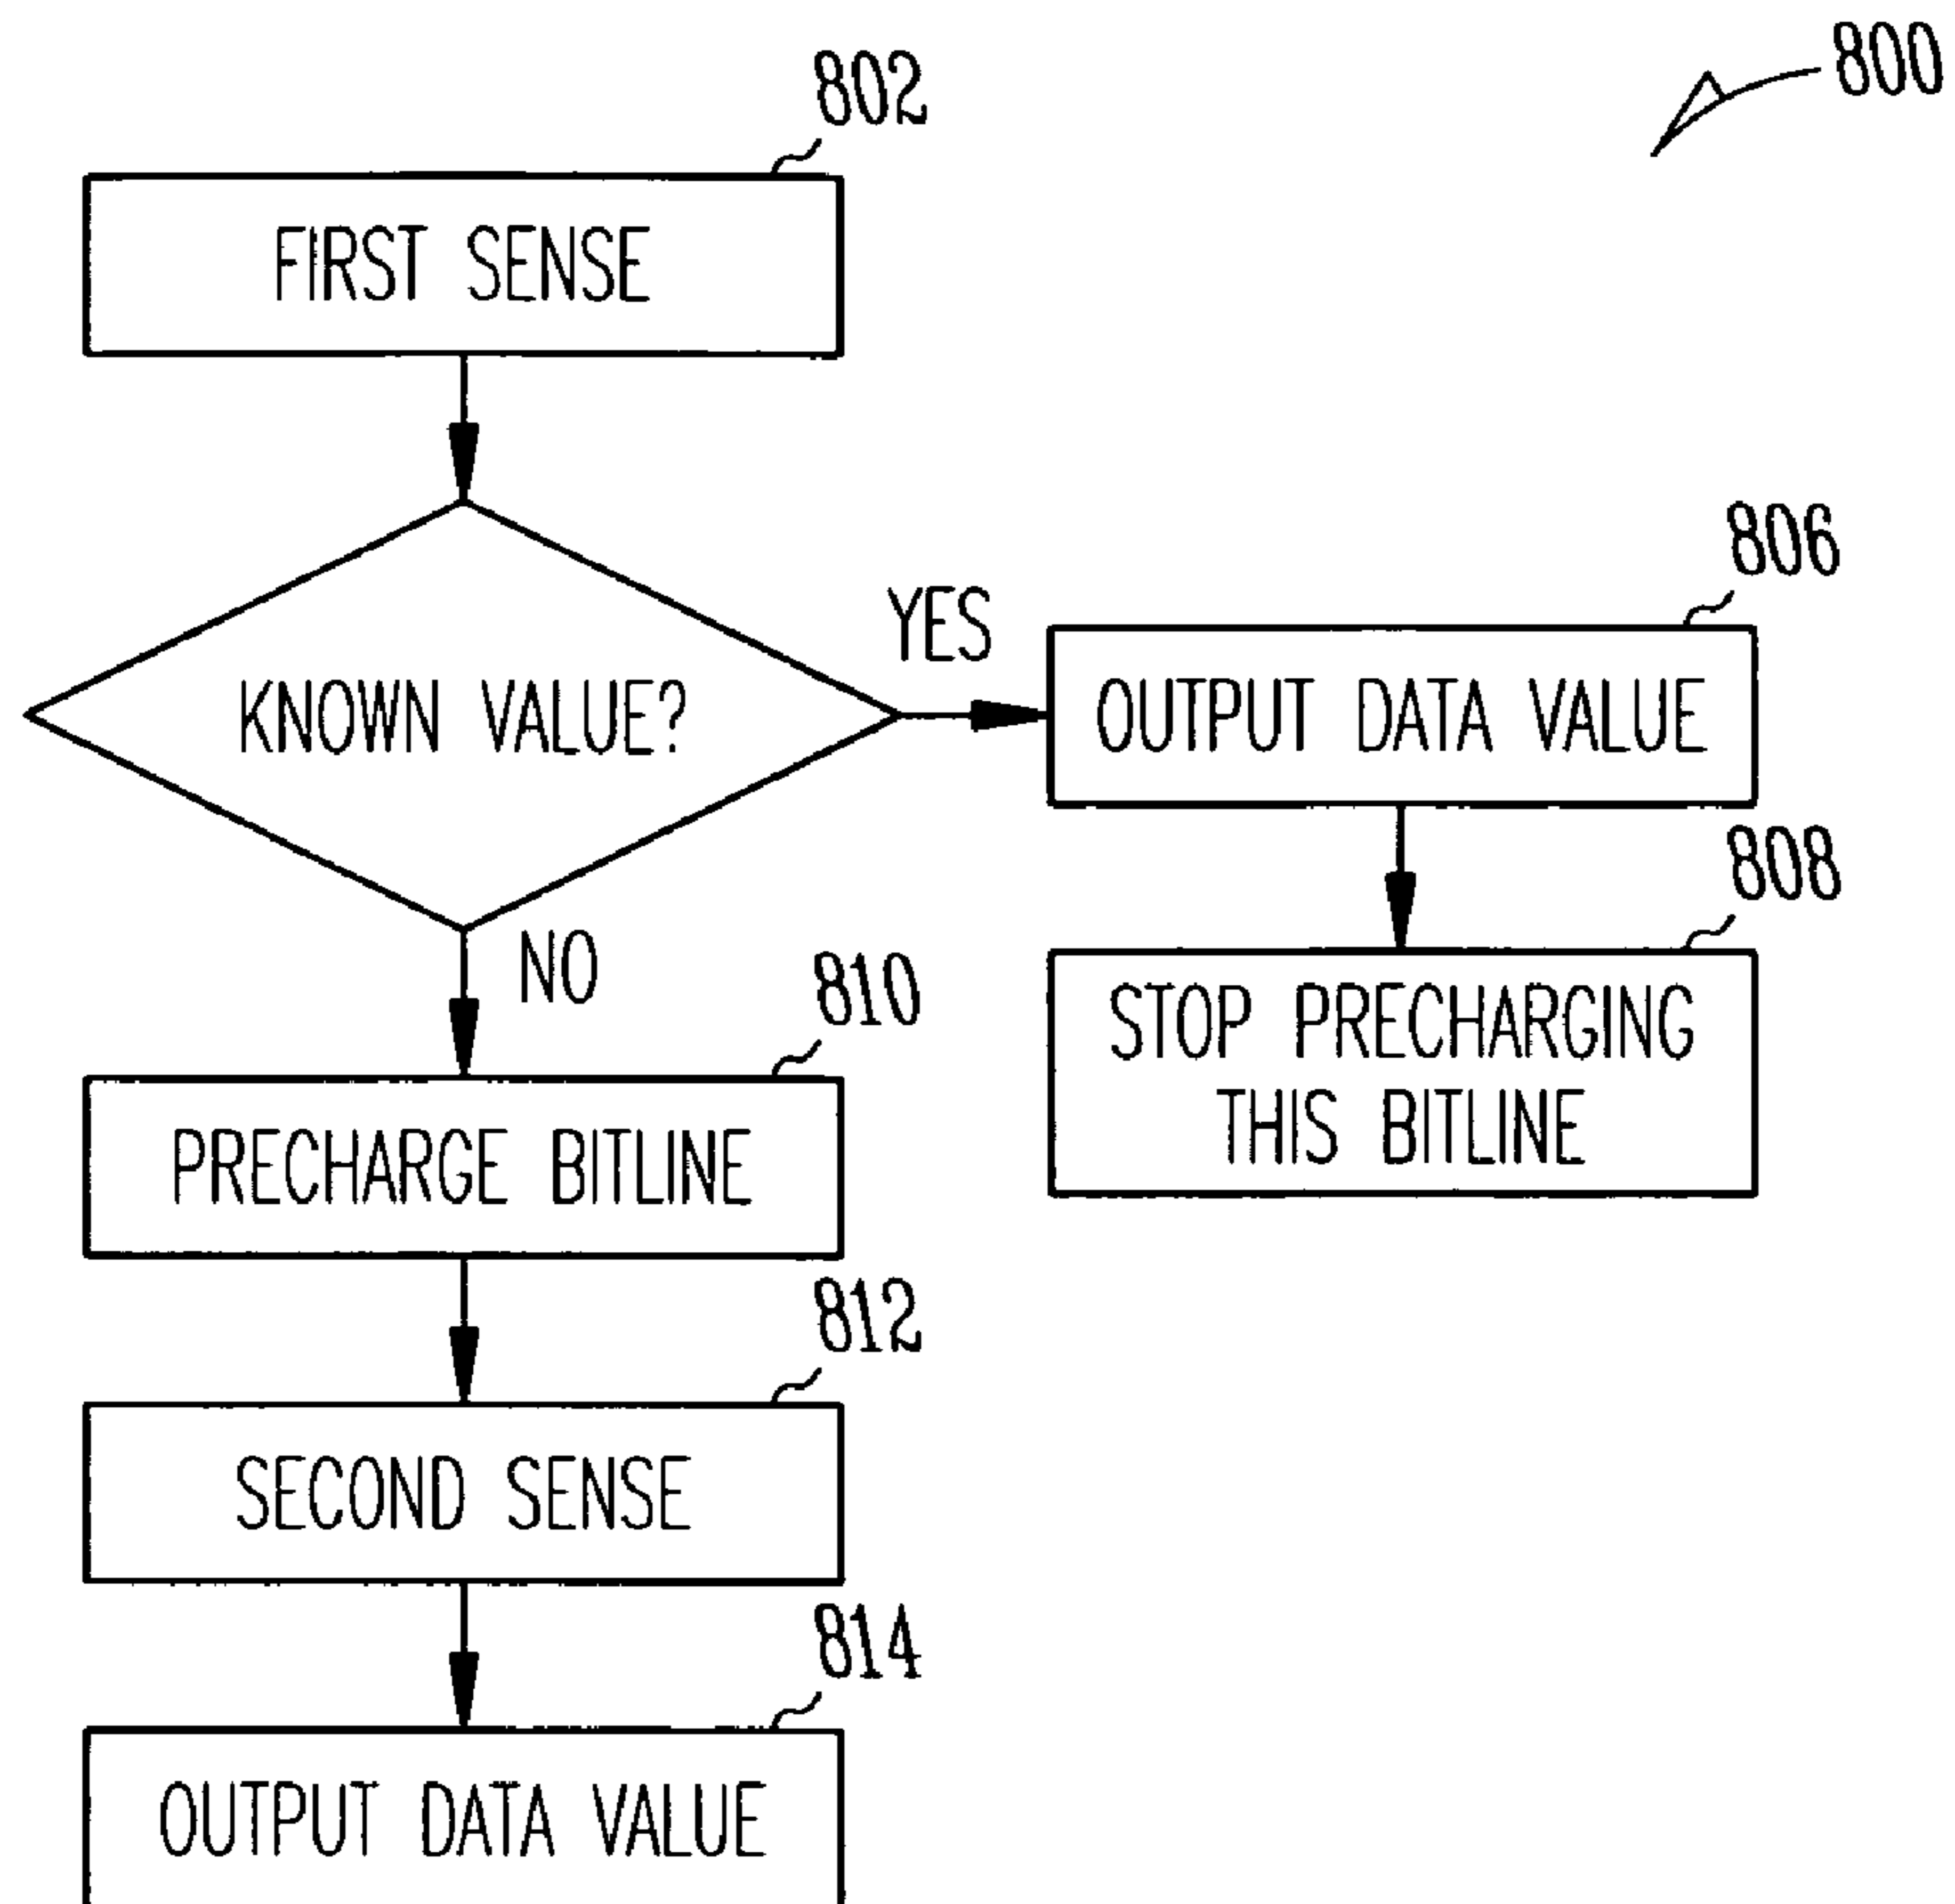 800
802
FIRST SENSE
KNOWN VALUE?
YES
806
OUTPUT DATA VALUE
808
STOP PRECHARGING
THIS BITLINE
NO
810
PRECHARGE BITLINE
812
SECOND SENSE
814
OUTPUT DATA VALUE